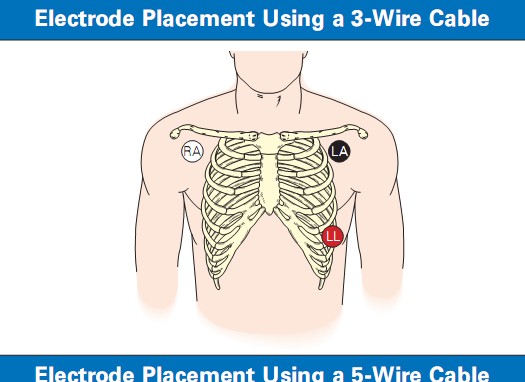 Electrode Placement Using a 3-Wire Cable
RA
LA
LL
Electrode Placement Using a 5-Wire Cable